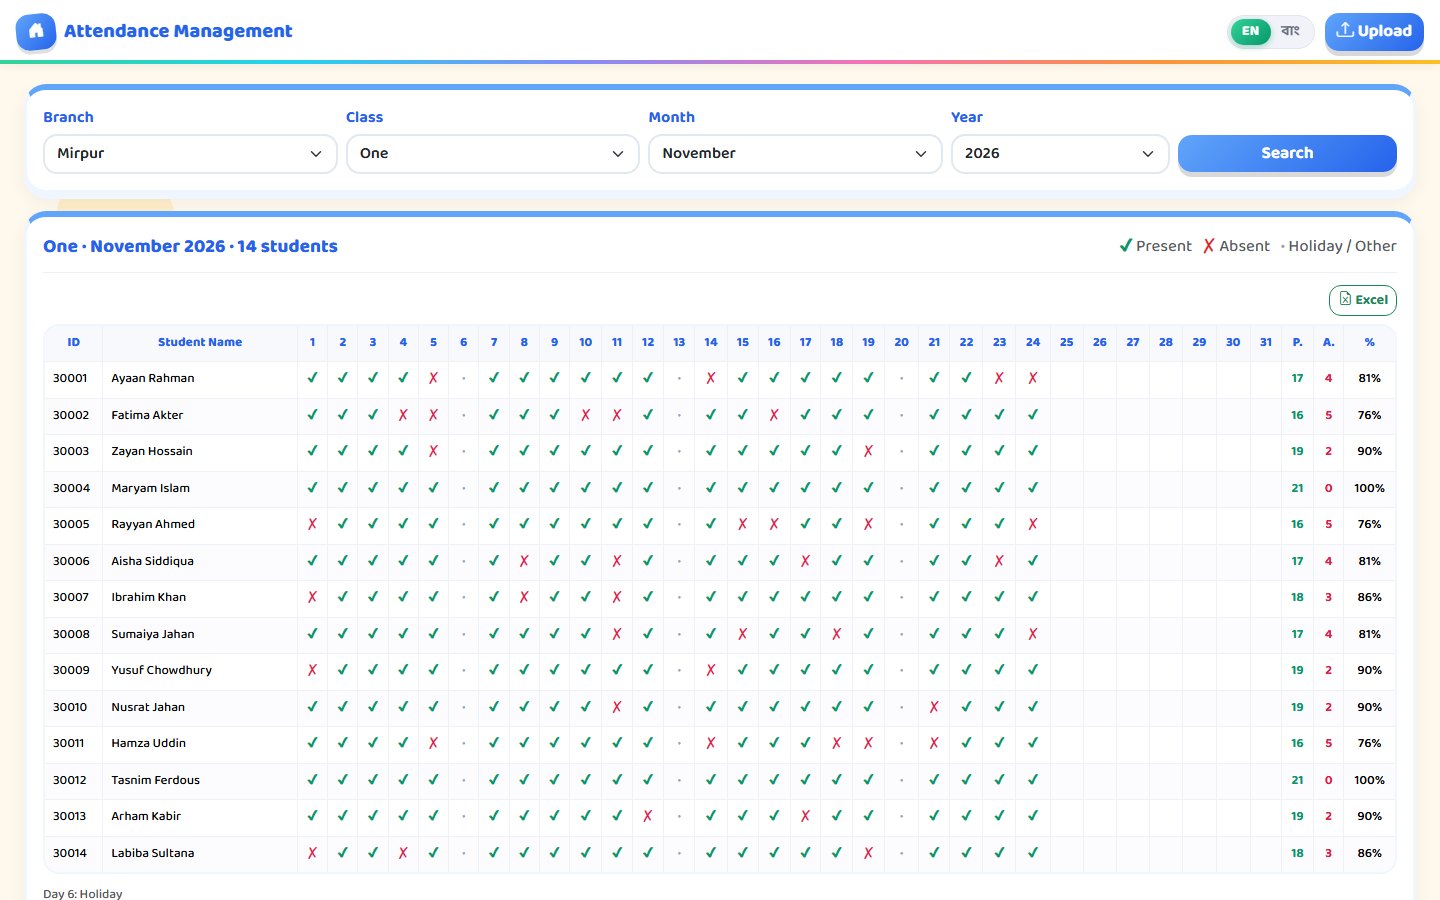 Attendance Management
EN বাং Upload
Branch Class Month Year
Mirpur One November 2026 Search
One · November 2026 · 14 students
✓ Present ✗ Absent · Holiday / Other
Excel
ID Student Name 1 2 3 4 5 6 7 8 9 10 11 12 13 14 15 16 17 18 19 20 21 22 23 24 25 26 27 28 29 30 31 P. A. %
30001 Ayaan Rahman ✓ ✓ ✓ ✓ ✗ · ✓ ✓ ✓ ✓ ✓ ✓ · ✗ ✓ ✓ ✓ ✓ ✓ · ✓ ✓ ✗ ✗ 17 4 81%
30002 Fatima Akter ✓ ✓ ✓ ✗ ✗ · ✓ ✓ ✓ ✗ ✗ ✓ · ✓ ✓ ✗ ✓ ✓ ✓ · ✓ ✓ ✓ ✓ 16 5 76%
30003 Zayan Hossain ✓ ✓ ✓ ✓ ✗ · ✓ ✓ ✓ ✓ ✓ ✓ · ✓ ✓ ✓ ✓ ✓ ✗ · ✓ ✓ ✓ ✓ 19 2 90%
30004 Maryam Islam ✓ ✓ ✓ ✓ ✓ · ✓ ✓ ✓ ✓ ✓ ✓ · ✓ ✓ ✓ ✓ ✓ ✓ · ✓ ✓ ✓ ✓ 21 0 100%
30005 Rayyan Ahmed ✗ ✓ ✓ ✓ ✓ · ✓ ✓ ✓ ✓ ✓ ✓ · ✓ ✗ ✗ ✓ ✓ ✗ · ✓ ✓ ✓ ✗ 16 5 76%
30006 Aisha Siddiqua ✓ ✓ ✓ ✓ ✓ · ✓ ✗ ✓ ✓ ✗ ✓ · ✓ ✓ ✓ ✗ ✓ ✓ · ✓ ✓ ✗ ✓ 17 4 81%
30007 Ibrahim Khan ✗ ✓ ✓ ✓ ✓ · ✓ ✗ ✓ ✓ ✗ ✓ · ✓ ✓ ✓ ✓ ✓ ✓ · ✓ ✓ ✓ ✓ 18 3 86%
30008 Sumaiya Jahan ✓ ✓ ✓ ✓ ✓ · ✓ ✓ ✓ ✓ ✗ ✓ · ✓ ✗ ✓ ✓ ✗ ✓ · ✓ ✓ ✓ ✗ 17 4 81%
30009 Yusuf Chowdhury ✗ ✓ ✓ ✓ ✓ · ✓ ✓ ✓ ✓ ✓ ✓ · ✗ ✓ ✓ ✓ ✓ ✓ · ✓ ✓ ✓ ✓ 19 2 90%
30010 Nusrat Jahan ✓ ✓ ✓ ✓ ✓ · ✓ ✓ ✓ ✓ ✗ ✓ · ✓ ✓ ✓ ✓ ✓ ✓ · ✗ ✓ ✓ ✓ 19 2 90%
30011 Hamza Uddin ✓ ✓ ✓ ✓ ✗ · ✓ ✓ ✓ ✓ ✓ ✓ · ✗ ✓ ✓ ✓ ✗ ✗ · ✗ ✓ ✓ ✓ 16 5 76%
30012 Tasnim Ferdous ✓ ✓ ✓ ✓ ✓ · ✓ ✓ ✓ ✓ ✓ ✓ · ✓ ✓ ✓ ✓ ✓ ✓ · ✓ ✓ ✓ ✓ 21 0 100%
30013 Arham Kabir ✓ ✓ ✓ ✓ ✓ · ✓ ✓ ✓ ✓ ✓ ✗ · ✓ ✓ ✓ ✗ ✓ ✓ · ✓ ✓ ✓ ✓ 19 2 90%
30014 Labiba Sultana ✗ ✓ ✓ ✗ ✓ · ✓ ✓ ✓ ✓ ✓ ✓ · ✓ ✓ ✓ ✓ ✓ ✗ · ✓ ✓ ✓ ✓ 18 3 86%
Day 6: Holiday